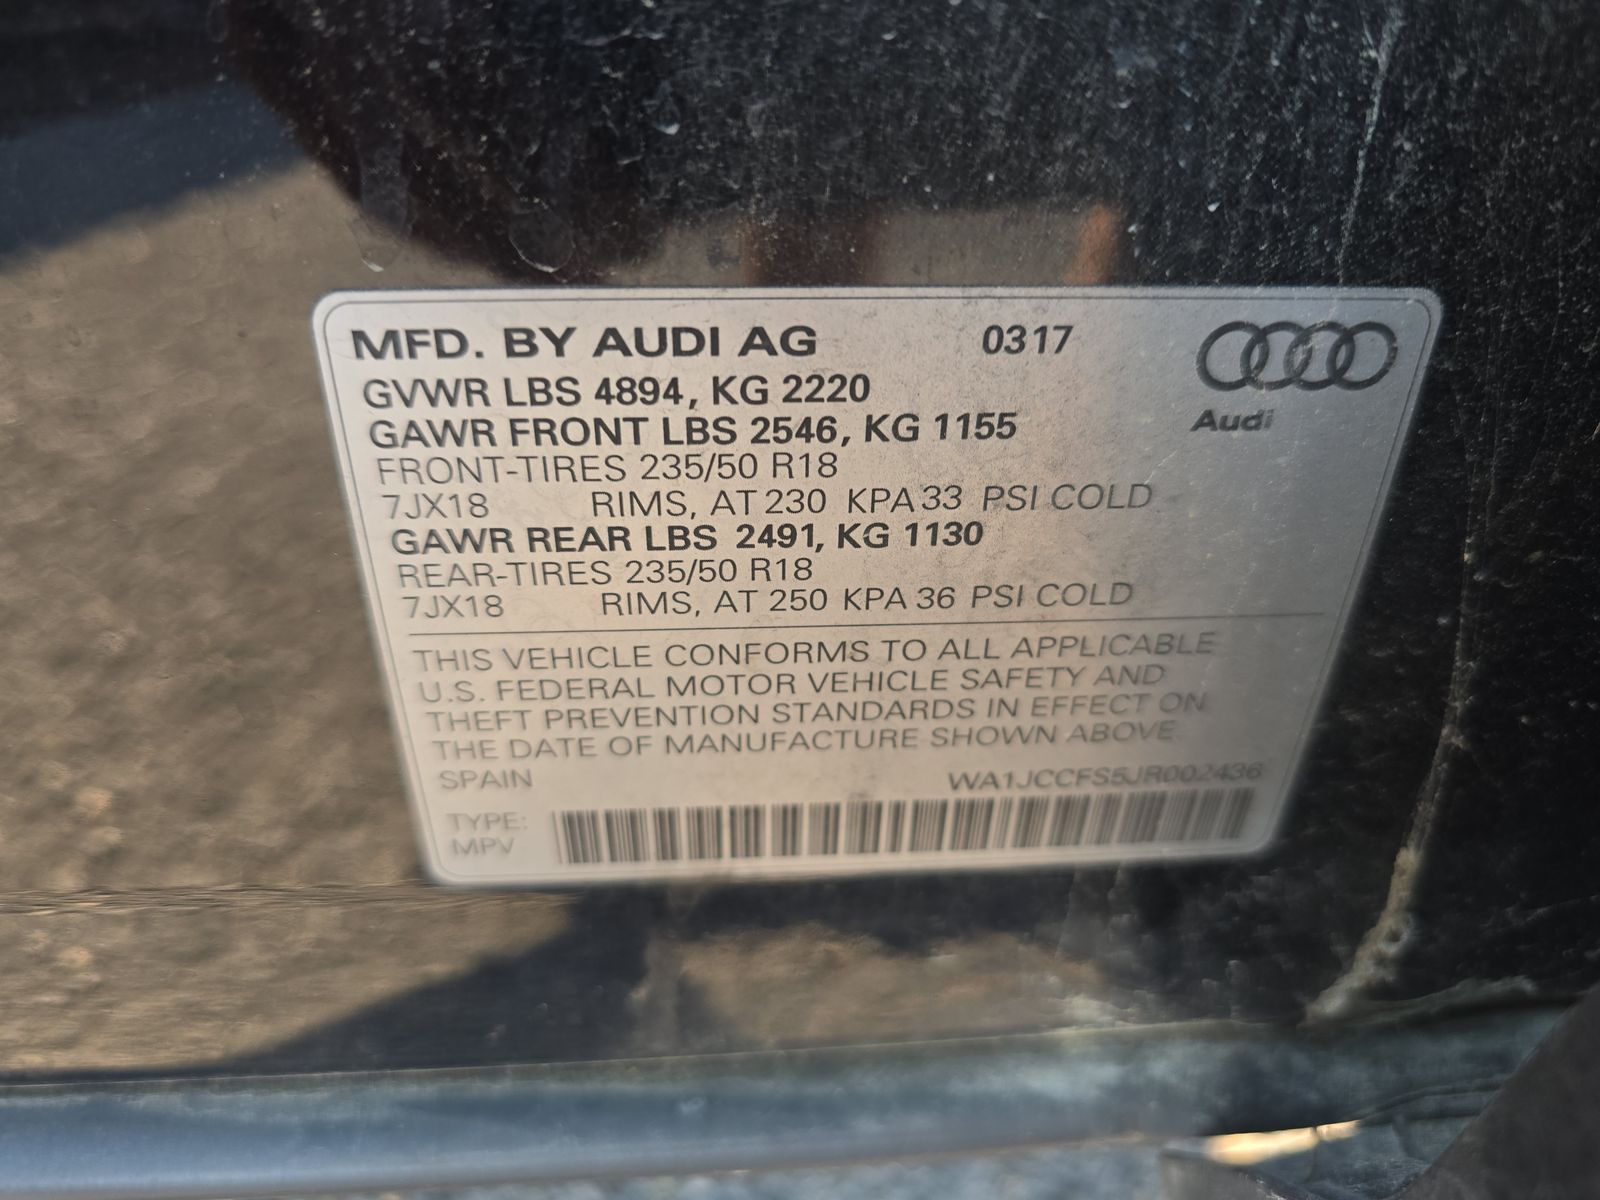 MFD. BY AUDI AG 0317
Audi
GVWR LBS 4894, KG 2220
GAWR FRONT LBS 2546, KG 1155
FRONT-TIRES 235/50 R18
7JX18 RIMS, AT 230 KPA 33 PSI COLD
GAWR REAR LBS 2491, KG 1130
REAR-TIRES 235/50 R18
7JX18 RIMS, AT 250 KPA 36 PSI COLD
THIS VEHICLE CONFORMS TO ALL APPLICABLE
U.S. FEDERAL MOTOR VEHICLE SAFETY AND
THEFT PREVENTION STANDARDS IN EFFECT ON
THE DATE OF MANUFACTURE SHOWN ABOVE
SPAIN WA1JCCFS5JR002436
TYPE:
MPV